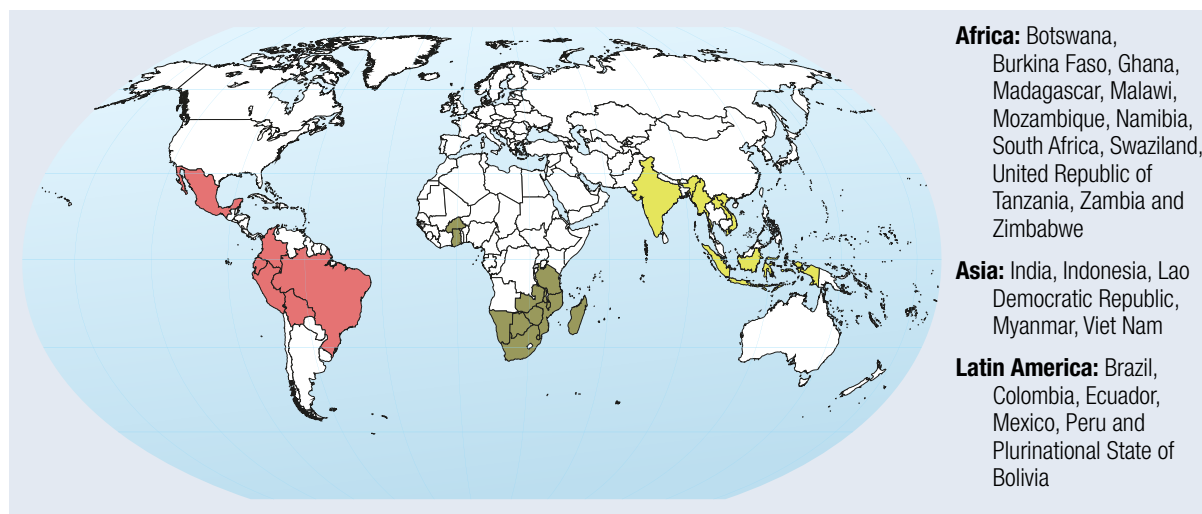 Africa: Botswana,
Burkina Faso, Ghana,
Madagascar, Malawi,
Mozambique, Namibia,
South Africa, Swaziland,
United Republic of
Tanzania, Zambia and
Zimbabwe
Asia: India, Indonesia, Lao
Democratic Republic,
Myanmar, Viet Nam
Latin America: Brazil,
Colombia, Ecuador,
Mexico, Peru and
Plurinational State of
Bolivia